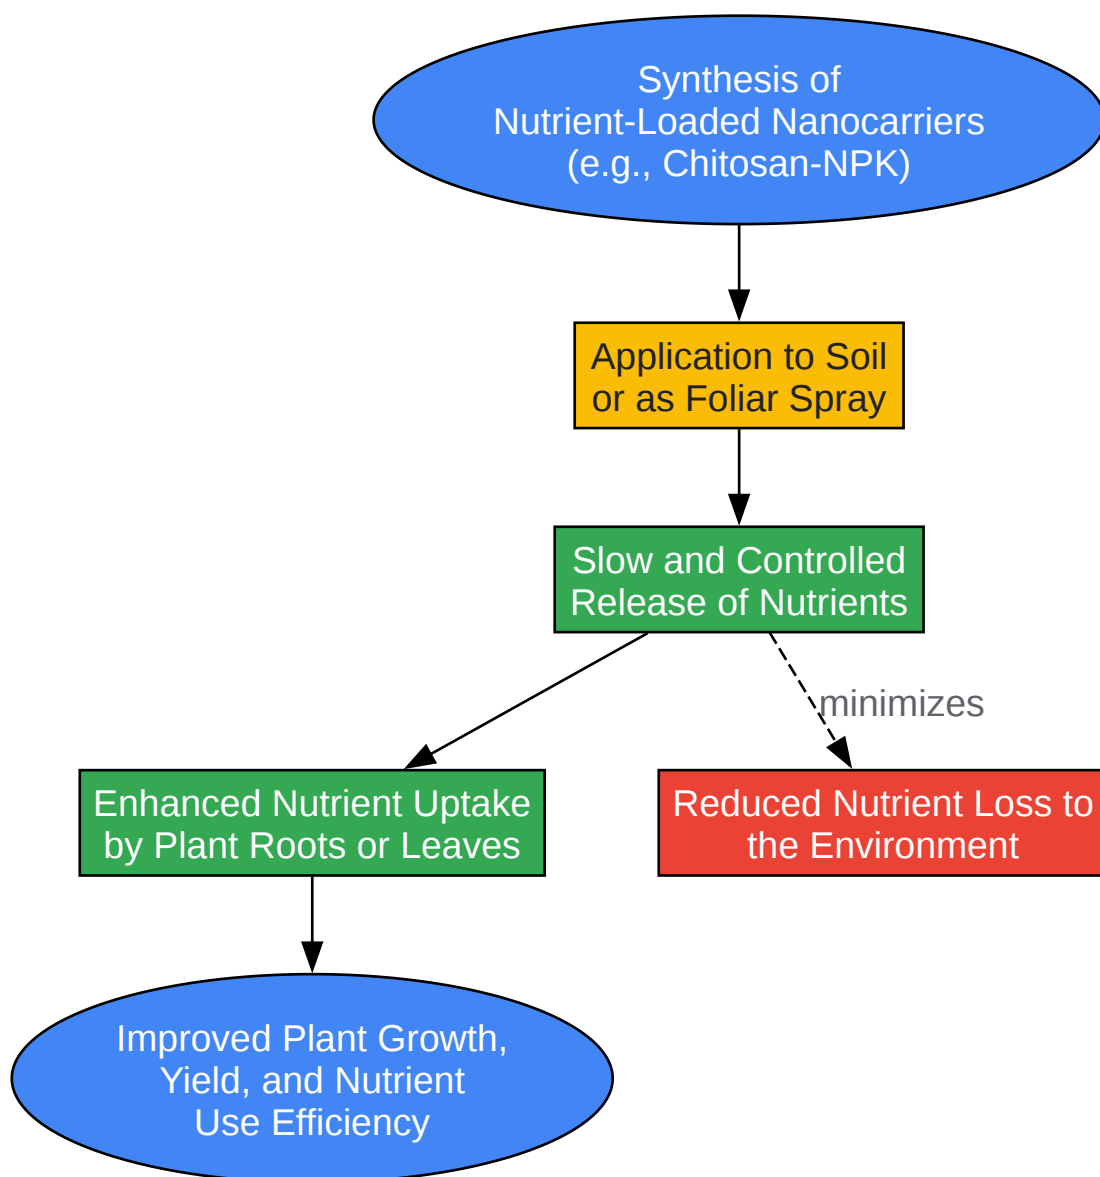 Synthesis of
Nutrient-Loaded Nanocarriers
(e.g., Chitosan-NPK)
Application to Soil
or as Foliar Spray
Slow and Controlled
Release of Nutrients
minimizes
Enhanced Nutrient Uptake
by Plant Roots or Leaves
Reduced Nutrient Loss to
the Environment
Improved Plant Growth,
Yield, and Nutrient
Use Efficiency